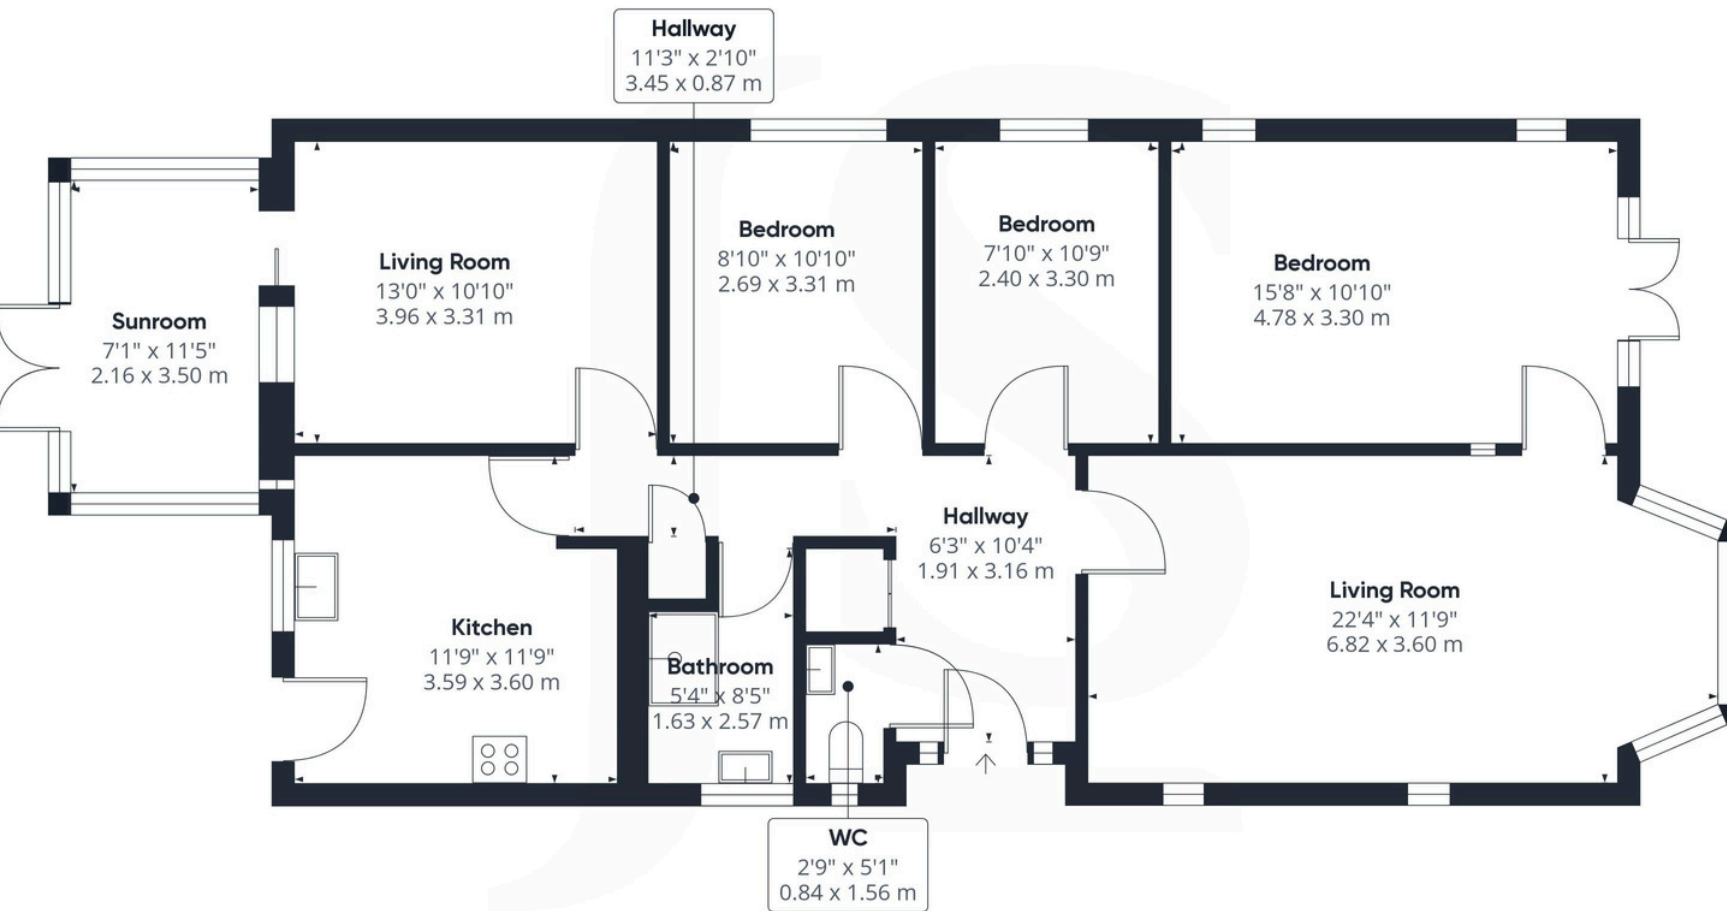 Hallway
11'3" x 2'10"
3.45 x 0.87 m
Living Room
13'0" x 10'10"
3.96 x 3.31 m
Bedroom
8'10" x 10'10"
2.69 x 3.31 m
Bedroom
7'10" x 10'9"
2.40 x 3.30 m
Bedroom
15'8" x 10'10"
4.78 x 3.30 m
Sunroom
7'1" x 11'5"
2.16 x 3.50 m
Hallway
6'3" x 10'4"
1.91 x 3.16 m
Living Room
22'4" x 11'9"
6.82 x 3.60 m
Kitchen
11'9" x 11'9"
3.59 x 3.60 m
Bathroom
5'4" x 8'5"
1.63 x 2.57 m
WC
2'9" x 5'1"
0.84 x 1.56 m
JS